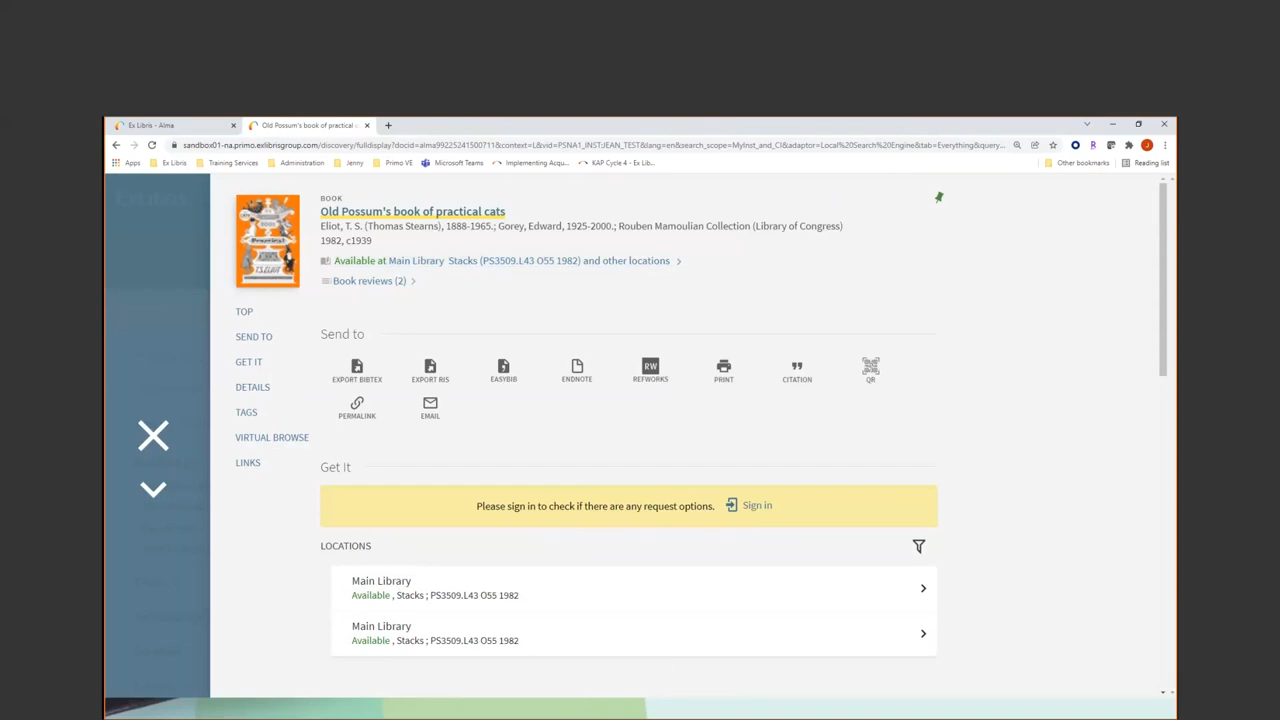 Ex Libris - Alma
Old Possum's book of practical c
sandbox01-na.primo.exlibrisgroup.com/discovery/fulldisplay?docid=alma99225241500711&context=L&vid=PSNA1_INST:JEAN_TEST&lang=en&search_scope=MyInst_and_CI&adaptor=Local%20Search%20Engine&tab=Everything&query...
Apps Ex Libris Training Services Administration Jenny Primo VE Microsoft Teams Implementing Acqu... KAP Cycle 4 - Ex Lib... Other bookmarks Reading list
BOOK
Old Possum's book of practical cats
Eliot, T. S. (Thomas Stearns), 1888-1965.; Gorey, Edward, 1925-2000.; Rouben Mamoulian Collection (Library of Congress)
1982, c1939
Available at Main Library Stacks (PS3509.L43 O55 1982) and other locations
Book reviews (2)
TOP
SEND TO
GET IT
DETAILS
TAGS
VIRTUAL BROWSE
LINKS
Send to
EXPORT BIBTEX EXPORT RIS EASYBIB ENDNOTE RW REFWORKS PRINT CITATION QR
PERMALINK EMAIL
Get It
Please sign in to check if there are any request options. Sign in
LOCATIONS
Main Library
Available , Stacks ; PS3509.L43 O55 1982
Main Library
Available , Stacks ; PS3509.L43 O55 1982